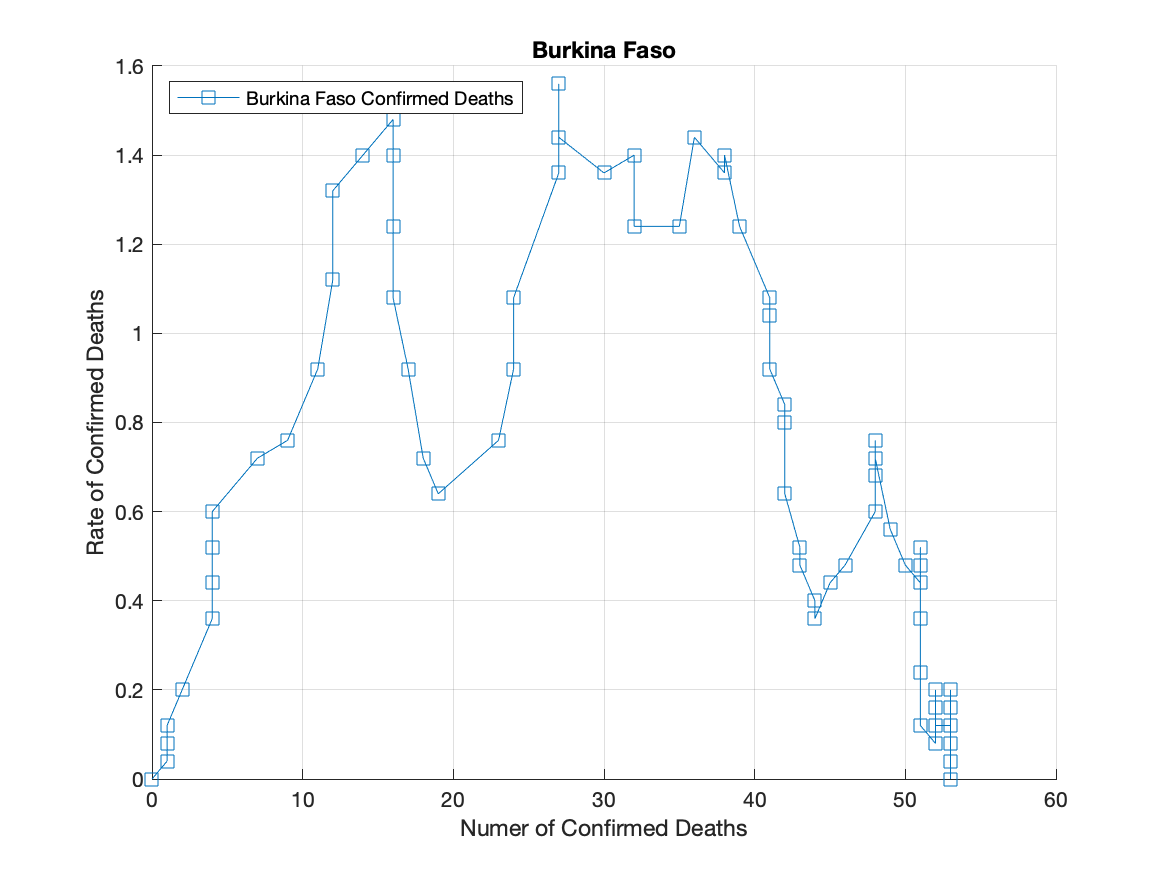 Burkina Faso
Burkina Faso Confirmed Deaths
Rate of Confirmed Deaths
1.6
1.4
1.2
1
0.8
0.6
0.4
0.2
0
0 10 20 30 40 50 60
Numer of Confirmed Deaths